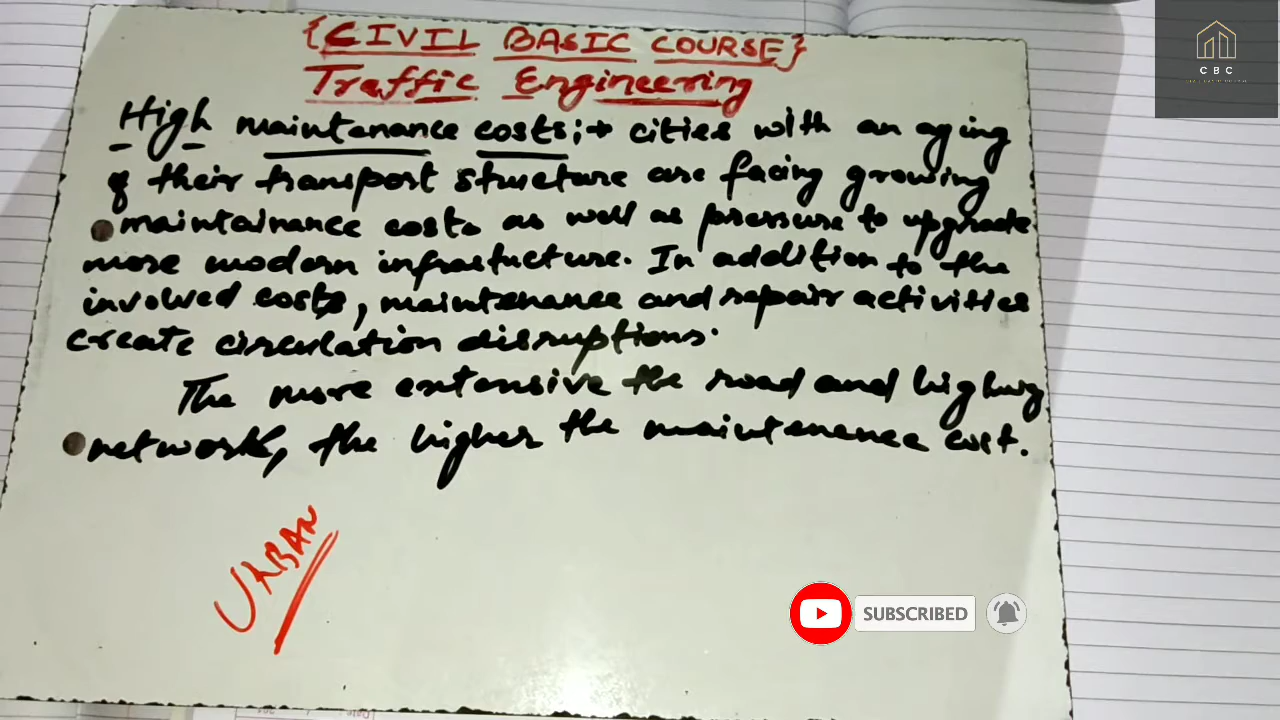 {CIVIL BASIC COURSE}
Traffic Engineering
High maintenance costs:→ cities with an aging
of their transport structure are facing growing
maintainance costs as well as pressure to upgrade
more modern infrastucture. In addition to the
involved costs, maintenance and repair activities
create circulation disruptions.
The more extensive the road and highway
network, the higher the maintenence cost.
URBAN
CBC
SUBSCRIBED